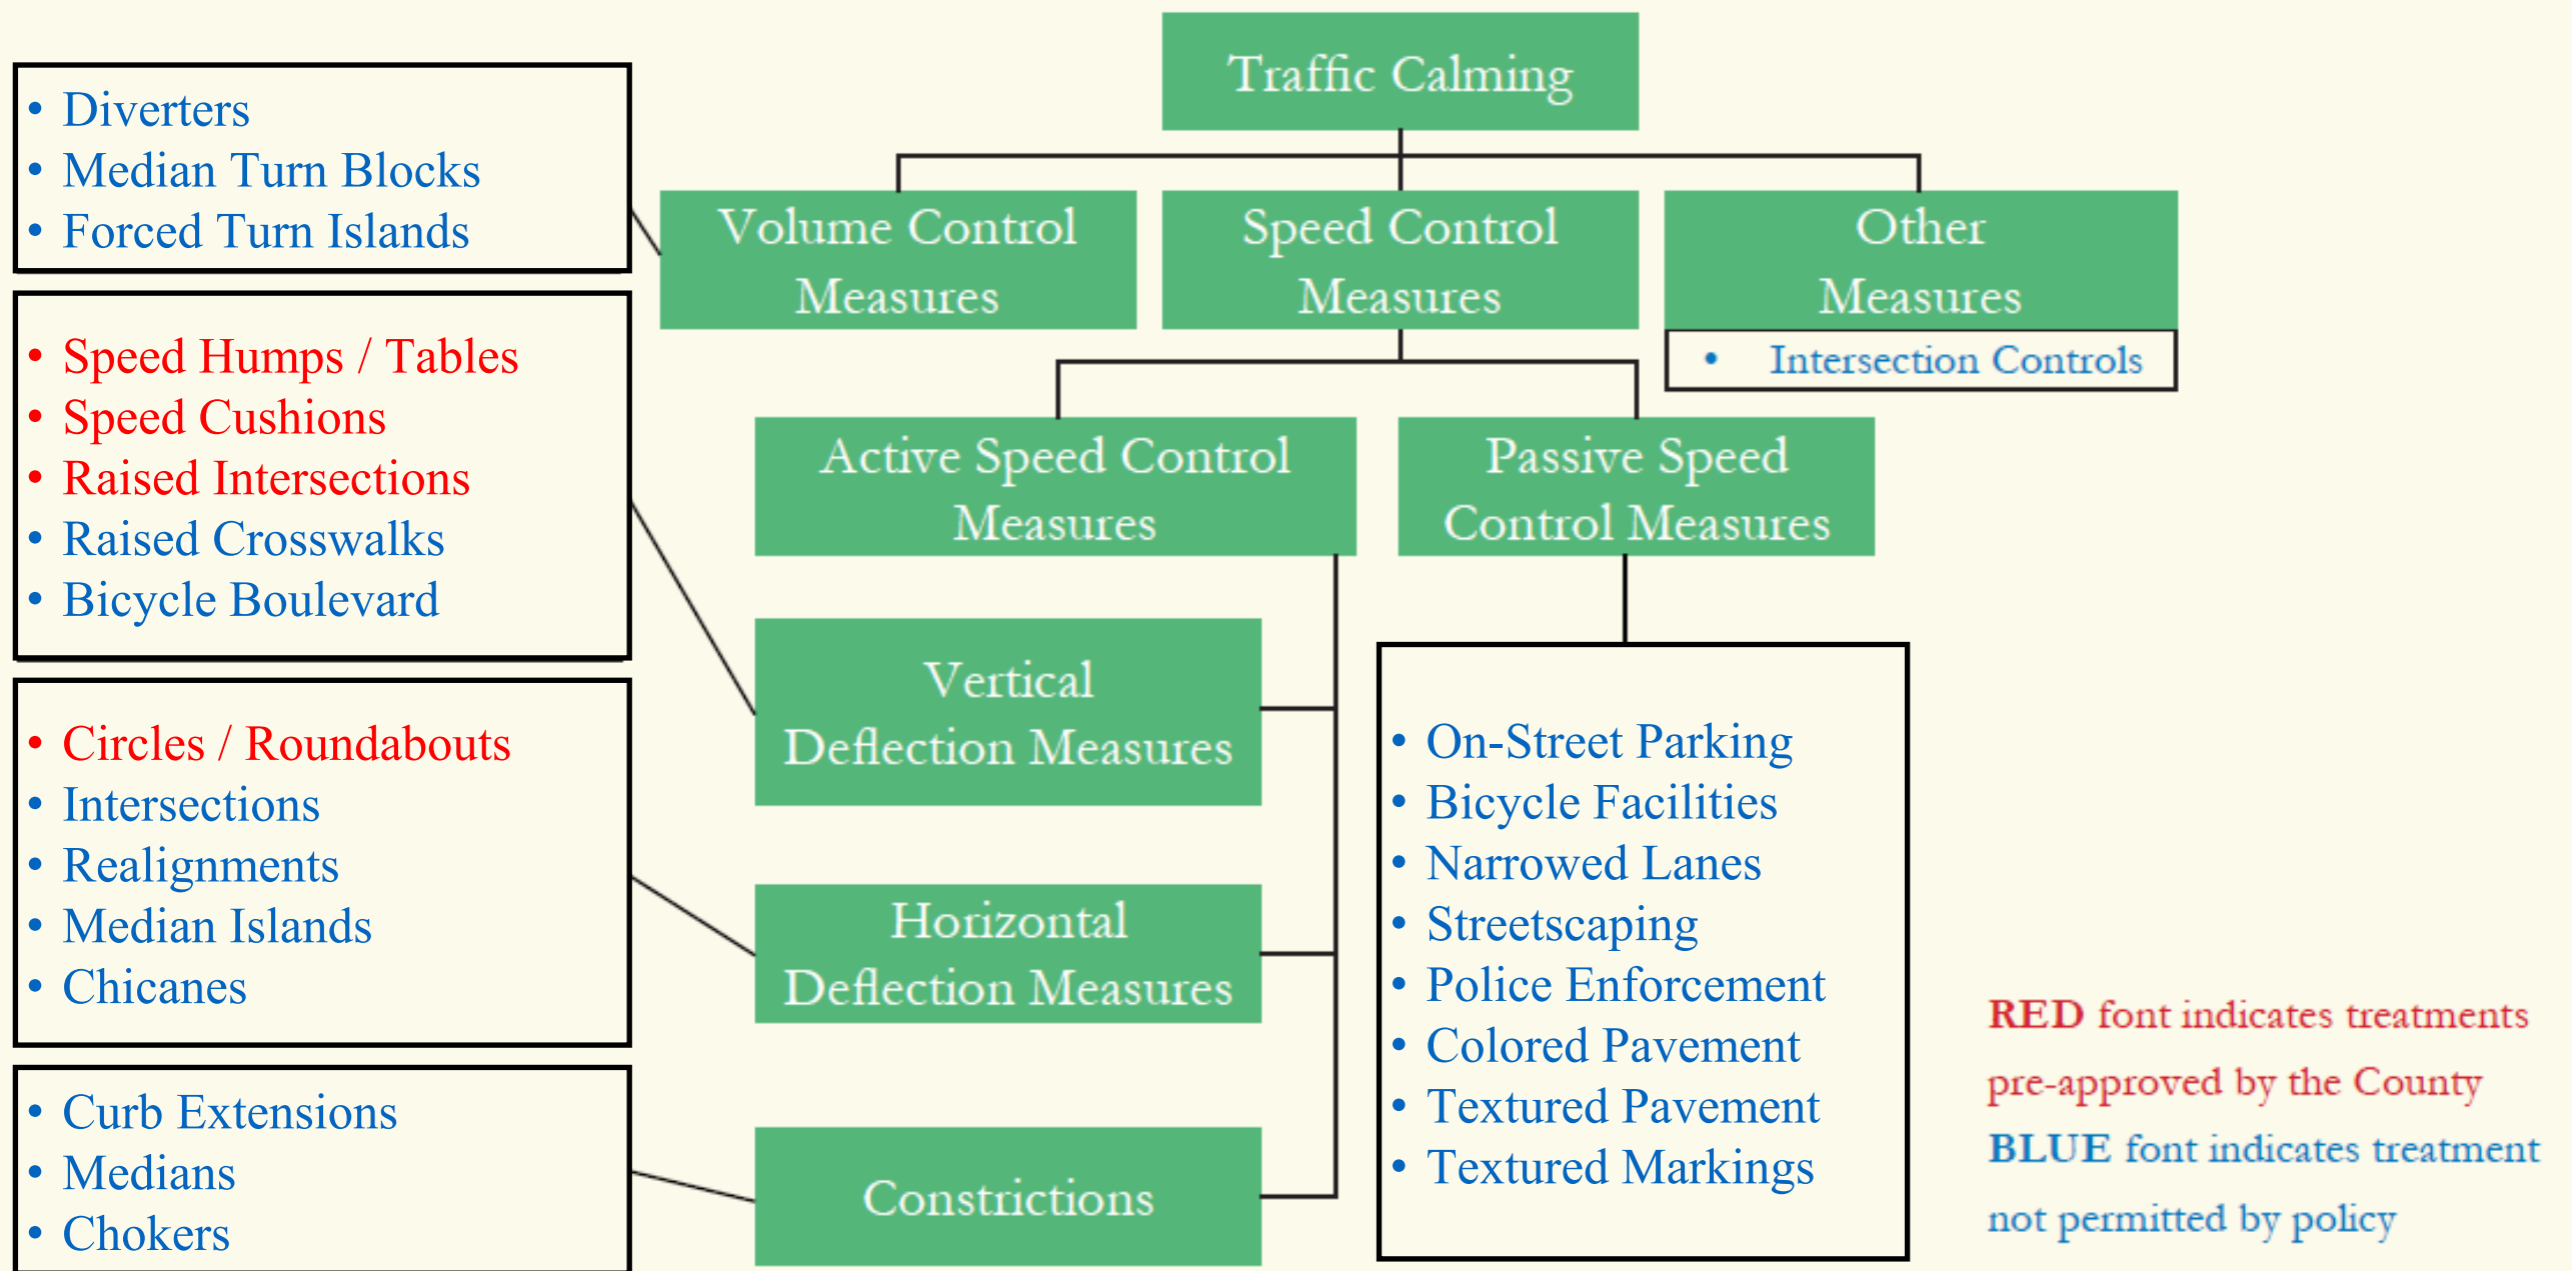 Traffic Calming
• Diverters
• Median Turn Blocks
• Forced Turn Islands
Volume Control
Measures
Speed Control
Measures
Other
Measures
• Intersection Controls
• Speed Humps / Tables
• Speed Cushions
• Raised Intersections
• Raised Crosswalks
• Bicycle Boulevard
Active Speed Control
Measures
Passive Speed
Control Measures
Vertical
Deflection Measures
• Circles / Roundabouts
• Intersections
• Realignments
• Median Islands
• Chicanes
Horizontal
Deflection Measures
• On-Street Parking
• Bicycle Facilities
• Narrowed Lanes
• Streetscaping
• Police Enforcement
• Colored Pavement
• Textured Pavement
• Textured Markings
• Curb Extensions
• Medians
• Chokers
Constrictions
RED font indicates treatments
pre-approved by the County
BLUE font indicates treatment
not permitted by policy